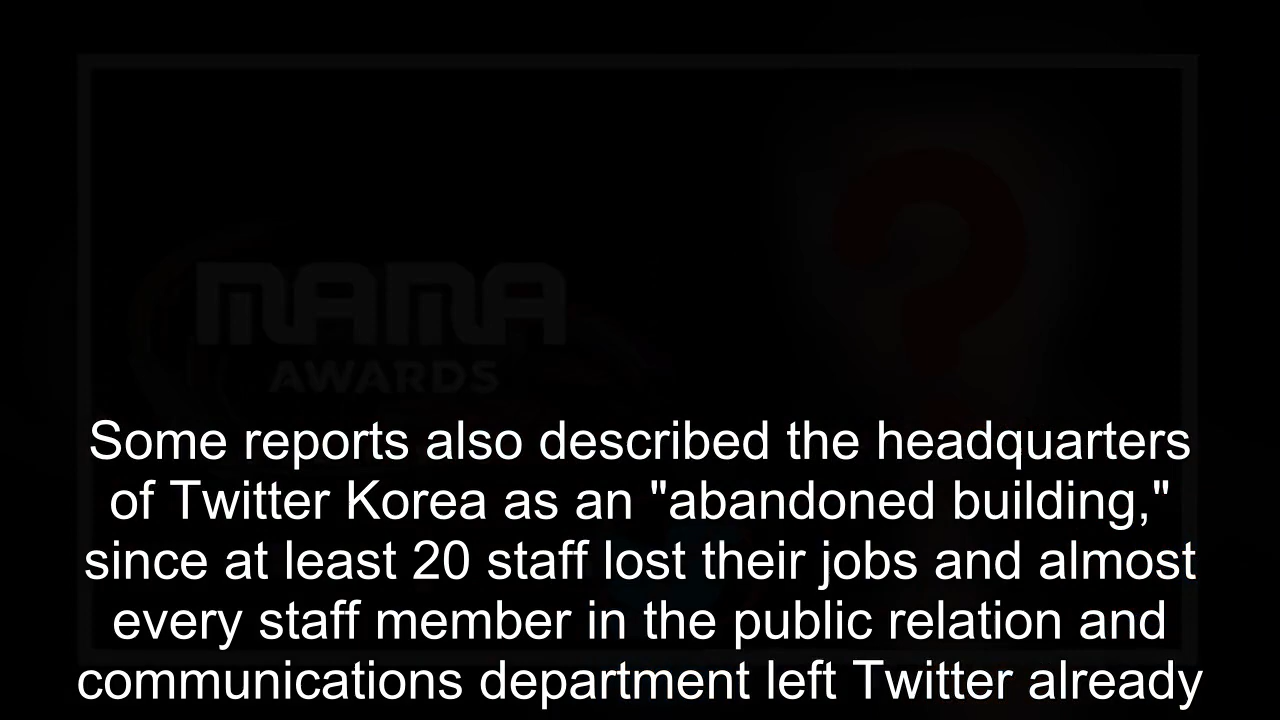 MAMA
AWARDS
?
Some reports also described the headquarters
of Twitter Korea as an "abandoned building,"
since at least 20 staff lost their jobs and almost
every staff member in the public relation and
communications department left Twitter already